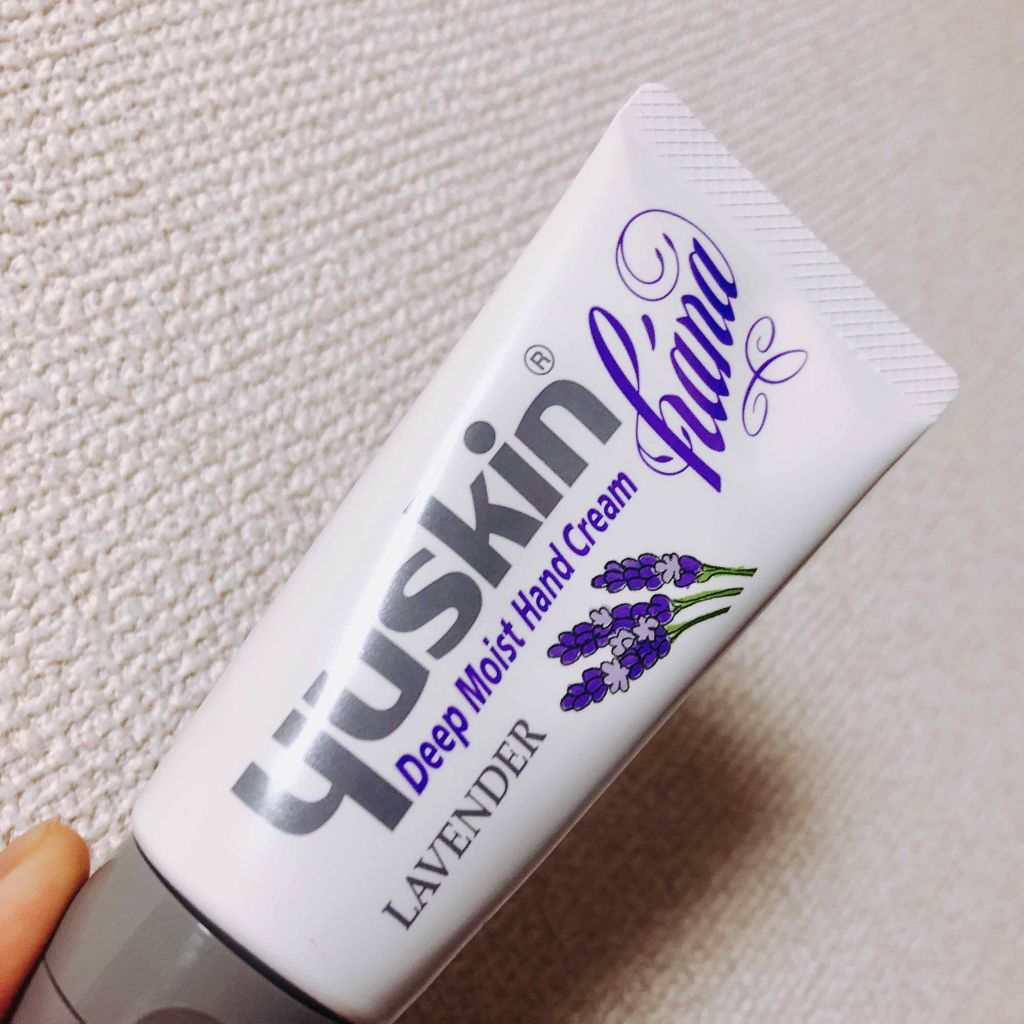 yuskin®
hana
Deep Moist Hand Cream
LAVENDER